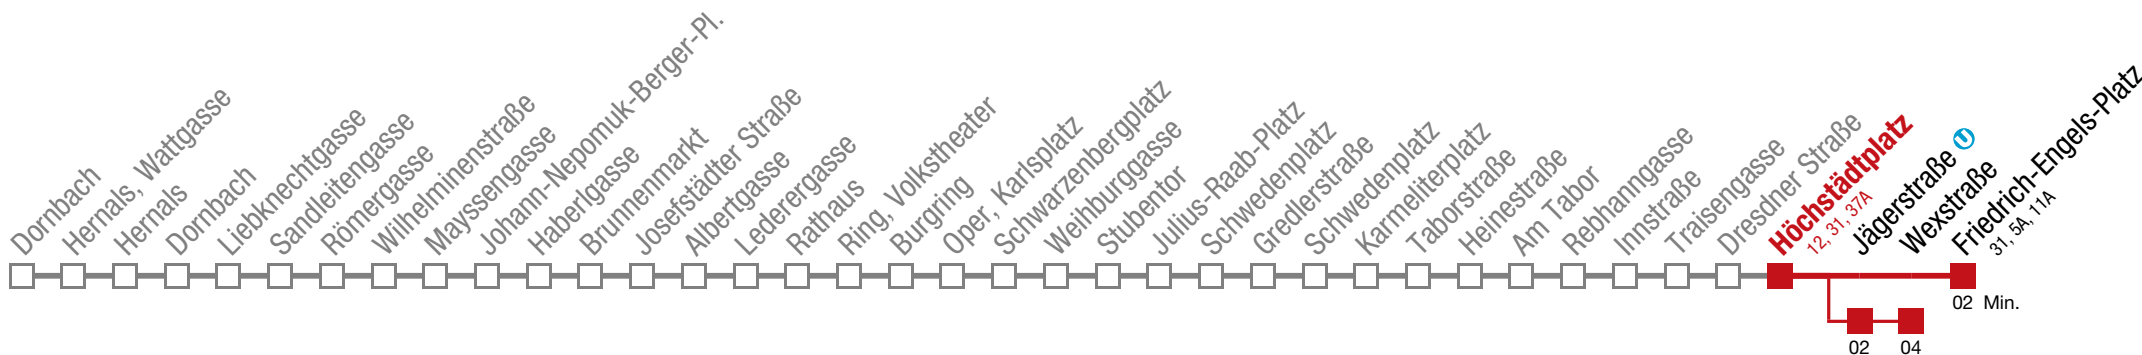 Dornbach
Hernals, Wattgasse
Hernals
Dornbach
Liebknechtgasse
Sandleitengasse
Römergasse
Wilhelminenstraße
Mayssengasse
Johann-Nepomuk-Berger-Pl.
Haberlgasse
Brunnenmarkt
Josefstädter Straße
Albertgasse
Lederergasse
Rathaus
Ring, Volkstheater
Burgring
Oper, Karlsplatz
Schwarzenbergplatz
Weihburggasse
Stubentor
Julius-Raab-Platz
Schwedenplatz
Gredlerstraße
Schwedenplatz
Karmeliterplatz
Taborstraße
Heinestraße
Am Tabor
Rebhanngasse
Innstraße
Traisengasse
Dresdner Straße
Höchstädtplatz
12, 31, 37A
Jägerstraße U
Wexstraße
Friedrich-Engels-Platz
31, 5A, 11A
02 Min.
02 04